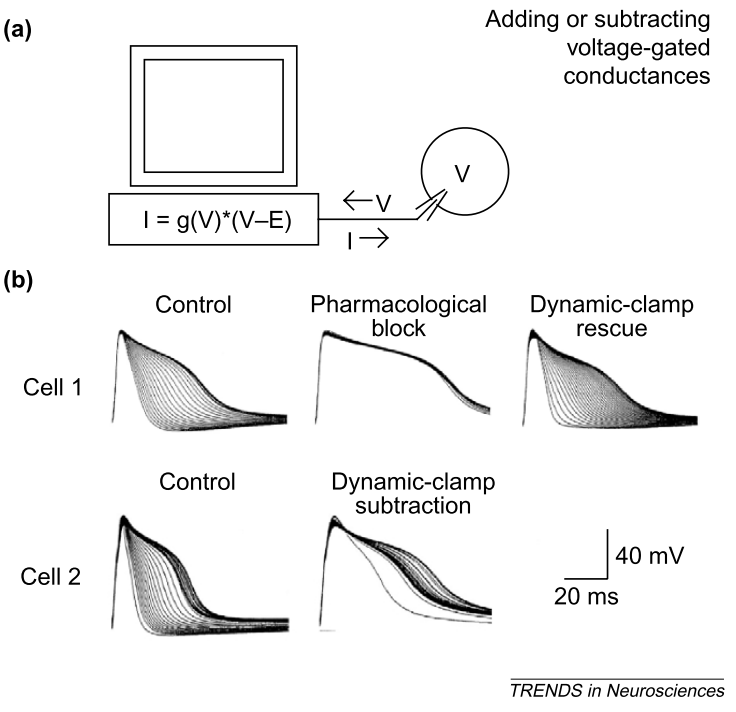 (a)
Adding or subtracting
voltage-gated
conductances
V
←V
I = g(V)*(V–E)
I→
(b)
Control
Pharmacological
block
Dynamic-clamp
rescue
Cell 1
Control
Dynamic-clamp
subtraction
Cell 2
40 mV
20 ms
TRENDS in Neurosciences